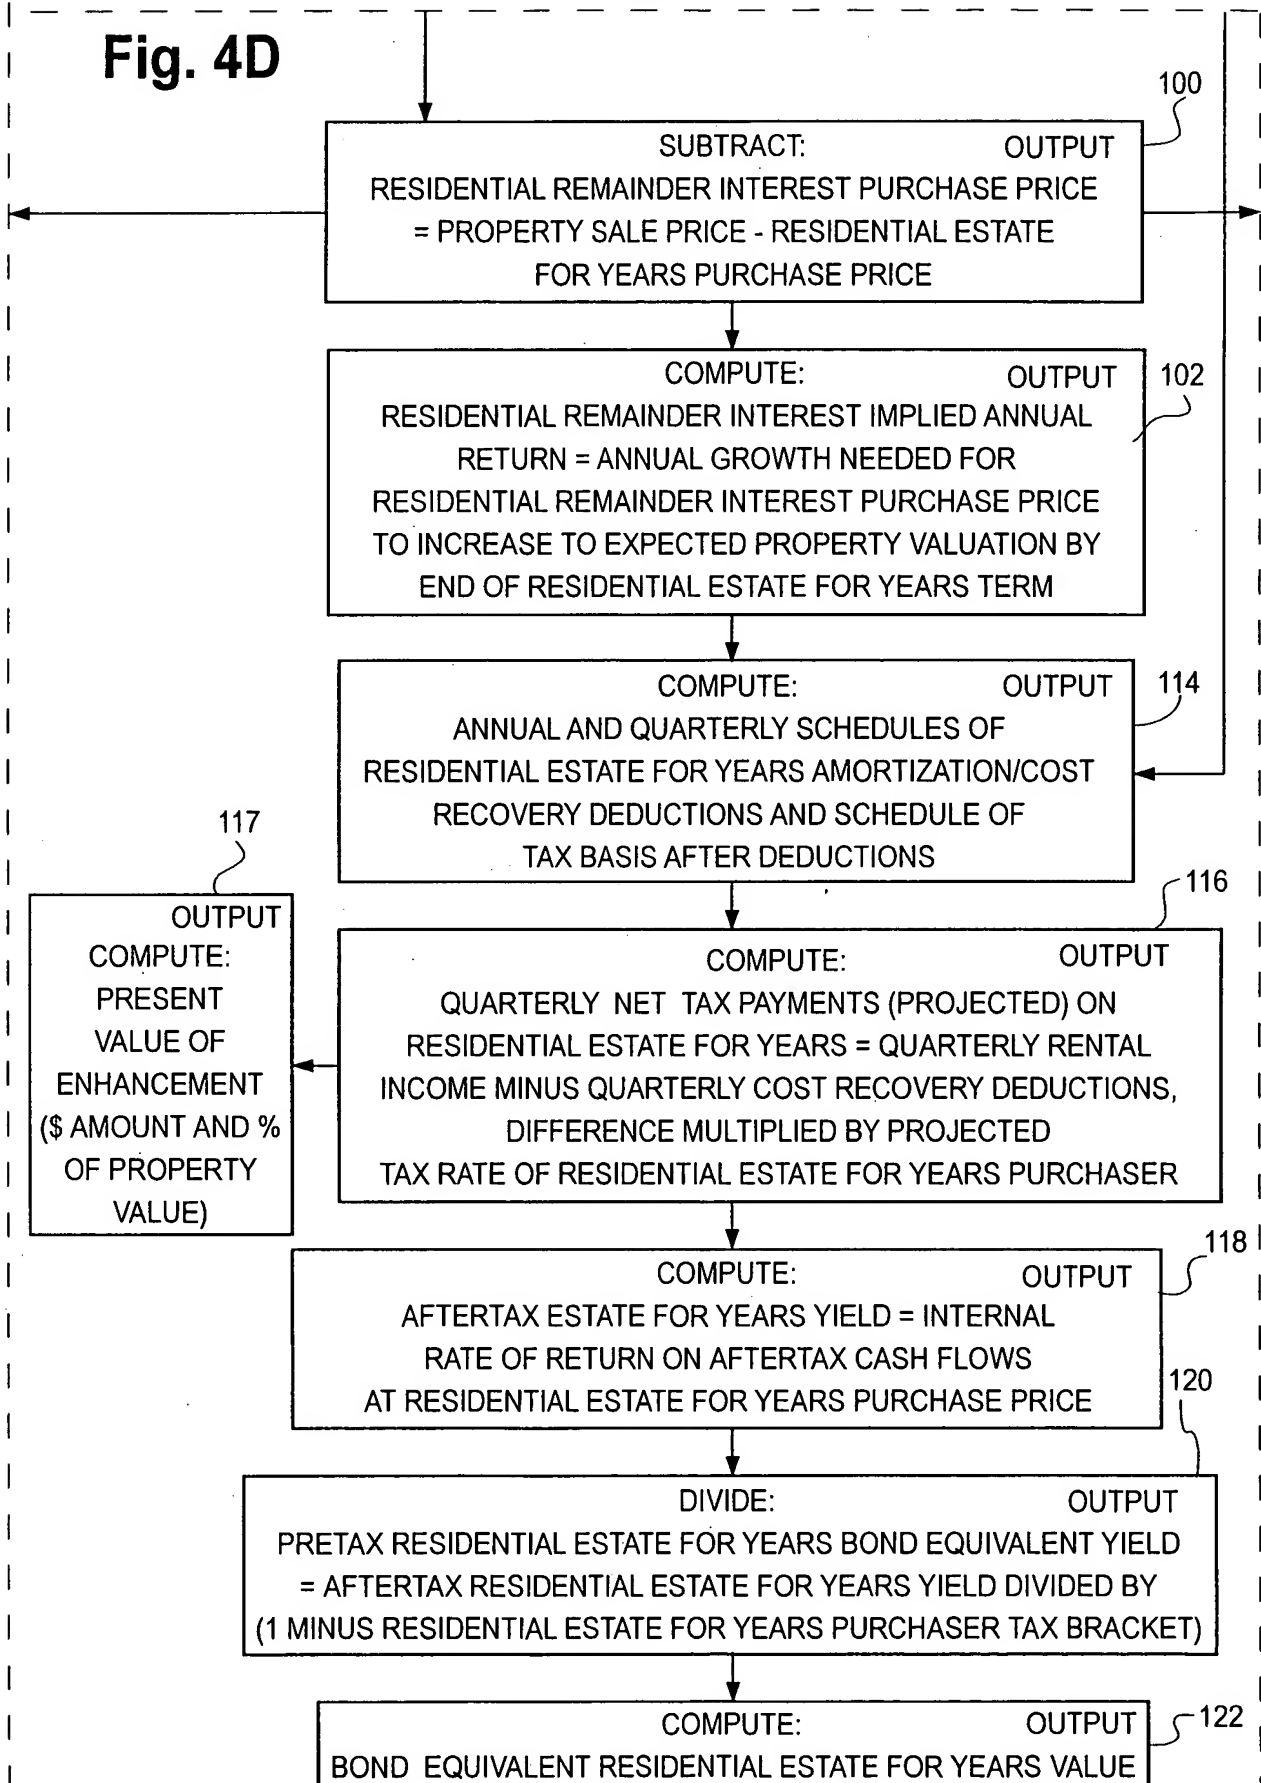 Fig. 4D
100
SUBTRACT: OUTPUT
RESIDENTIAL REMAINDER INTEREST PURCHASE PRICE
= PROPERTY SALE PRICE - RESIDENTIAL ESTATE
FOR YEARS PURCHASE PRICE
COMPUTE: OUTPUT 102
RESIDENTIAL REMAINDER INTEREST IMPLIED ANNUAL
RETURN = ANNUAL GROWTH NEEDED FOR
RESIDENTIAL REMAINDER INTEREST PURCHASE PRICE
TO INCREASE TO EXPECTED PROPERTY VALUATION BY
END OF RESIDENTIAL ESTATE FOR YEARS TERM
COMPUTE: OUTPUT 114
ANNUAL AND QUARTERLY SCHEDULES OF
RESIDENTIAL ESTATE FOR YEARS AMORTIZATION/COST
RECOVERY DEDUCTIONS AND SCHEDULE OF
TAX BASIS AFTER DEDUCTIONS
117
OUTPUT
COMPUTE:
PRESENT
VALUE OF
ENHANCEMENT
($ AMOUNT AND %
OF PROPERTY
VALUE)
116
COMPUTE: OUTPUT
QUARTERLY NET TAX PAYMENTS (PROJECTED) ON
RESIDENTIAL ESTATE FOR YEARS = QUARTERLY RENTAL
INCOME MINUS QUARTERLY COST RECOVERY DEDUCTIONS,
DIFFERENCE MULTIPLIED BY PROJECTED
TAX RATE OF RESIDENTIAL ESTATE FOR YEARS PURCHASER
118
COMPUTE: OUTPUT
AFTERTAX ESTATE FOR YEARS YIELD = INTERNAL
RATE OF RETURN ON AFTERTAX CASH FLOWS
AT RESIDENTIAL ESTATE FOR YEARS PURCHASE PRICE
120
DIVIDE: OUTPUT
PRETAX RESIDENTIAL ESTATE FOR YEARS BOND EQUIVALENT YIELD
= AFTERTAX RESIDENTIAL ESTATE FOR YEARS YIELD DIVIDED BY
(1 MINUS RESIDENTIAL ESTATE FOR YEARS PURCHASER TAX BRACKET)
COMPUTE: OUTPUT 122
BOND EQUIVALENT RESIDENTIAL ESTATE FOR YEARS VALUE